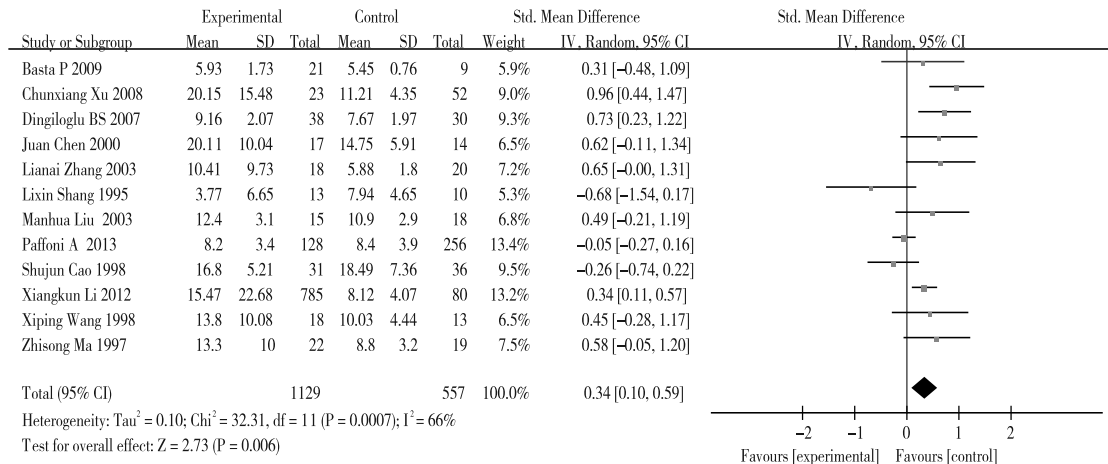 Experimental Control Std. Mean Difference Std. Mean Difference
Study or Subgroup Mean SD Total Mean SD Total Weight IV, Random, 95% CI IV, Random, 95% CI
Basta P 2009 5.93 1.73 21 5.45 0.76 9 5.9% 0.31 [−0.48, 1.09]
Chunxiang Xu 2008 20.15 15.48 23 11.21 4.35 52 9.0% 0.96 [0.44, 1.47]
Dingiloglu BS 2007 9.16 2.07 38 7.67 1.97 30 9.3% 0.73 [0.23, 1.22]
Juan Chen 2000 20.11 10.04 17 14.75 5.91 14 6.5% 0.62 [−0.11, 1.34]
Lianai Zhang 2003 10.41 9.73 18 5.88 1.8 20 7.2% 0.65 [−0.00, 1.31]
Lixin Shang 1995 3.77 6.65 13 7.94 4.65 10 5.3% −0.68 [−1.54, 0.17]
Manhua Liu 2003 12.4 3.1 15 10.9 2.9 18 6.8% 0.49 [−0.21, 1.19]
Paffoni A 2013 8.2 3.4 128 8.4 3.9 256 13.4% −0.05 [−0.27, 0.16]
Shujun Cao 1998 16.8 5.21 31 18.49 7.36 36 9.5% −0.26 [−0.74, 0.22]
Xiangkun Li 2012 15.47 22.68 785 8.12 4.07 80 13.2% 0.34 [0.11, 0.57]
Xiping Wang 1998 13.8 10.08 18 10.03 4.44 13 6.5% 0.45 [−0.28, 1.17]
Zhisong Ma 1997 13.3 10 22 8.8 3.2 19 7.5% 0.58 [−0.05, 1.20]
Total (95% CI) 1129 557 100.0% 0.34 [0.10, 0.59]
Heterogeneity: Tau² = 0.10; Chi² = 32.31, df = 11 (P = 0.0007); I² = 66%
Test for overall effect: Z = 2.73 (P = 0.006)
−2 −1 0 1 2
Favours [experimental] Favours [control]